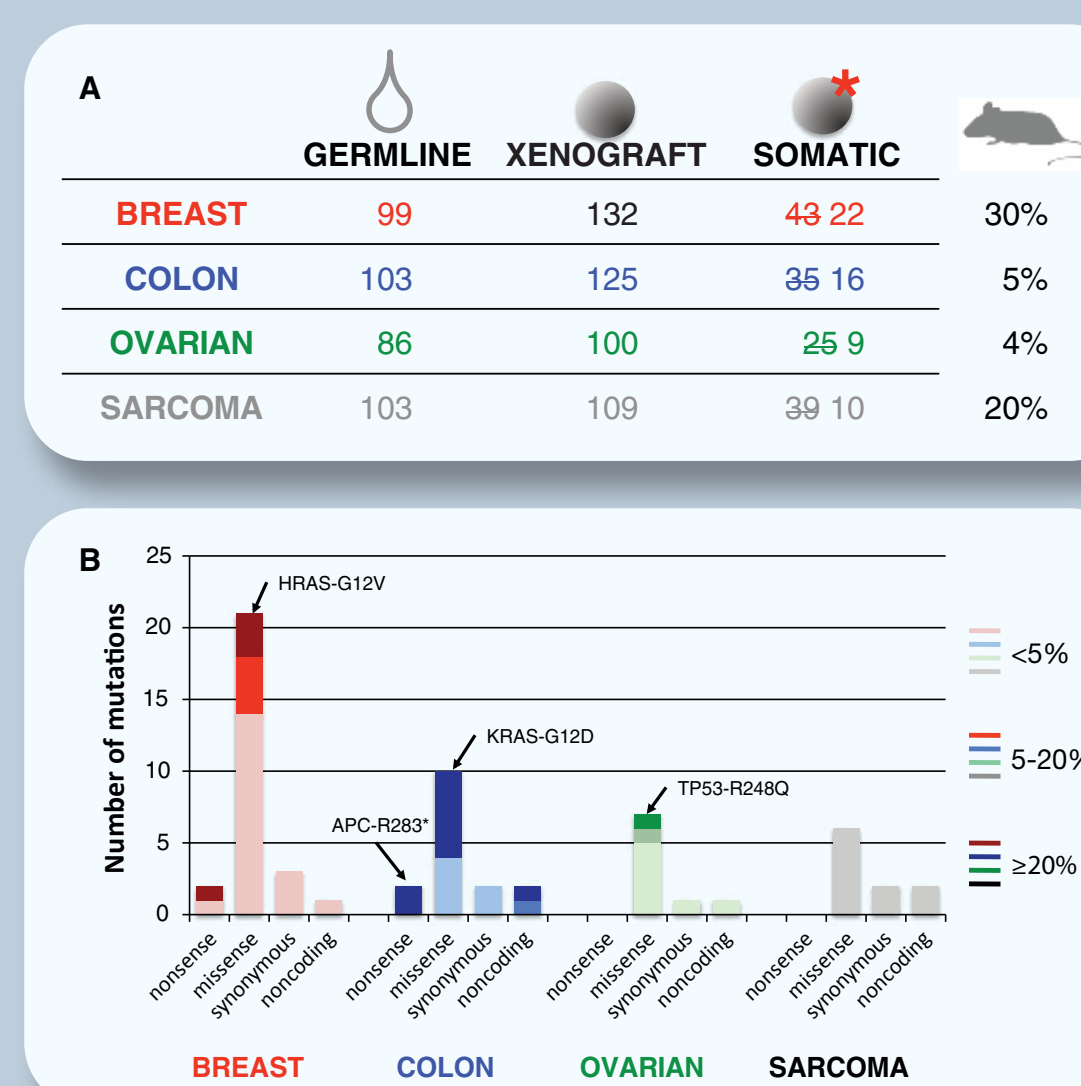 A
GERMLINE XENOGRAFT SOMATIC
BREAST 99 132 43 22 30%
COLON 103 125 35 16 5%
OVARIAN 86 100 25 9 4%
SARCOMA 103 109 39 10 20%
B
Number of mutations
25
20
15
10
5
0
HRAS-G12V
KRAS-G12D
APC-R283*
TP53-R248Q
<5%
5-20%
≥20%
nonsense missense synonymous noncoding nonsense missense synonymous noncoding nonsense missense synonymous noncoding nonsense missense synonymous noncoding
BREAST COLON OVARIAN SARCOMA